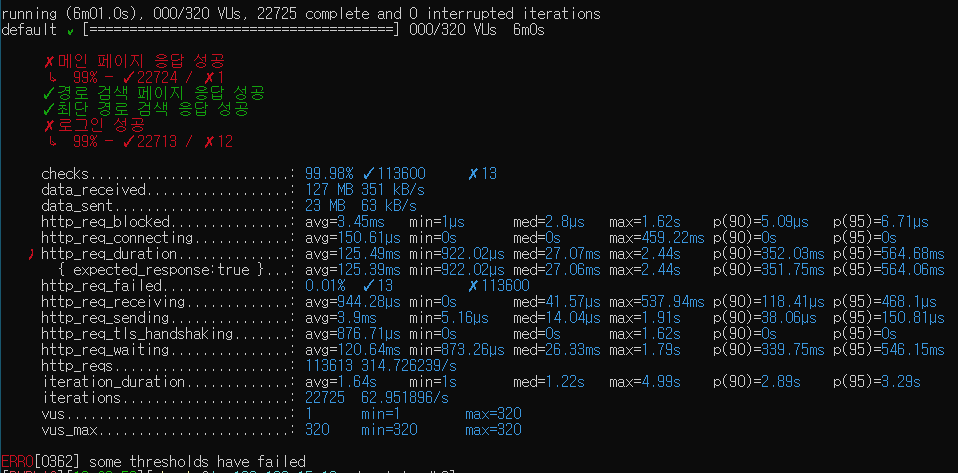 running (6m01.0s), 000/320 VUs, 22725 complete and 0 interrupted iterations
default ✓ [======================================] 000/320 VUs  6m0s
✗메인 페이지 응답 성공
↳  99% — ✓22724 / ✗1
✓경로 검색 페이지 응답 성공
✓최단 경로 검색 응답 성공
✗로그인 성공
↳  99% — ✓22713 / ✗12
checks.........................: 99.98% ✓113600 ✗13
data_received..................: 127 MB 351 kB/s
data_sent......................: 23 MB 63 kB/s
http_req_blocked...............: avg=3.45ms min=1µs med=2.8µs max=1.62s p(90)=5.09µs p(95)=6.71µs
http_req_connecting............: avg=150.61µs min=0s med=0s max=459.22ms p(90)=0s p(95)=0s
✗ http_req_duration..............: avg=125.49ms min=922.02µs med=27.07ms max=2.44s p(90)=352.03ms p(95)=564.68ms
{ expected_response:true }...: avg=125.39ms min=922.02µs med=27.06ms max=2.44s p(90)=351.75ms p(95)=564.06ms
http_req_failed................: 0.01% ✓13 ✗113600
http_req_receiving.............: avg=944.28µs min=0s med=41.57µs max=537.94ms p(90)=118.41µs p(95)=468.1µs
http_req_sending...............: avg=3.9ms min=5.16µs med=14.04µs max=1.91s p(90)=38.06µs p(95)=150.81µs
http_req_tls_handshaking.......: avg=876.71µs min=0s med=0s max=1.62s p(90)=0s p(95)=0s
http_req_waiting...............: avg=120.64ms min=873.26µs med=26.33ms max=1.79s p(90)=339.75ms p(95)=546.15ms
http_reqs......................: 113613 314.726239/s
iteration_duration.............: avg=1.64s min=1s med=1.22s max=4.99s p(90)=2.89s p(95)=3.29s
iterations.....................: 22725 62.951896/s
vus............................: 1 min=1 max=320
vus_max........................: 320 min=320 max=320
ERRO[0362] some thresholds have failed